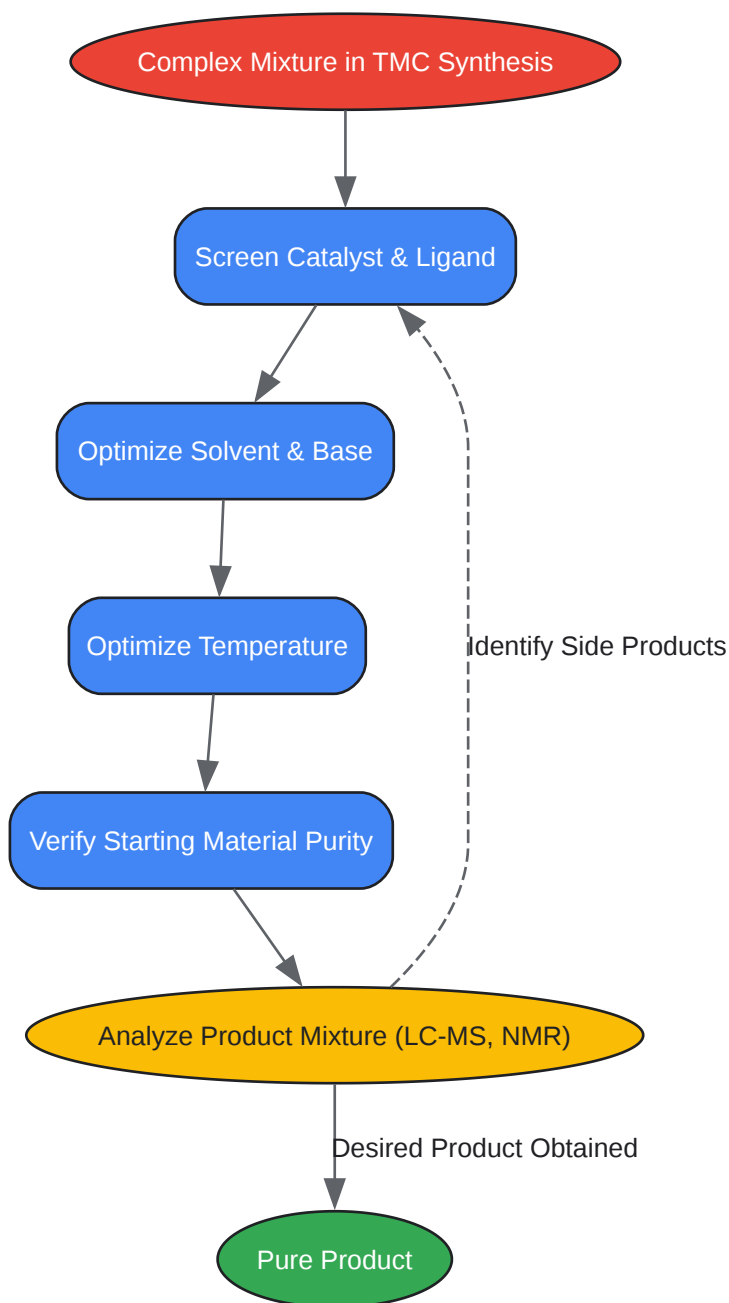 Complex Mixture in TMC Synthesis
Screen Catalyst & Ligand
Optimize Solvent & Base
Optimize Temperature
Identify Side Products
Verify Starting Material Purity
Analyze Product Mixture (LC-MS, NMR)
Desired Product Obtained
Pure Product